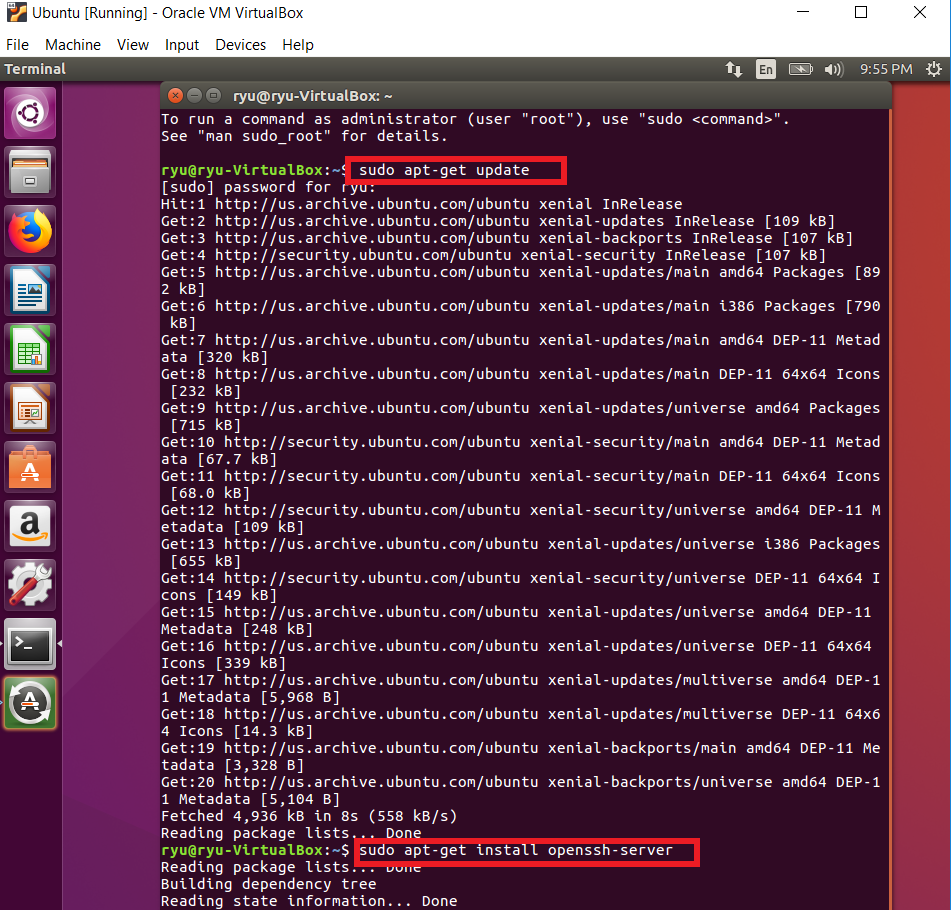 Ubuntu [Running] - Oracle VM VirtualBox
File Machine View Input Devices Help
Terminal En 9:55 PM
ryu@ryu-VirtualBox: ~
To run a command as administrator (user "root"), use "sudo <command>".
See "man sudo_root" for details.
ryu@ryu-VirtualBox:~$ sudo apt-get update
[sudo] password for ryu:
Hit:1 http://us.archive.ubuntu.com/ubuntu xenial InRelease
Get:2 http://us.archive.ubuntu.com/ubuntu xenial-updates InRelease [109 kB]
Get:3 http://us.archive.ubuntu.com/ubuntu xenial-backports InRelease [107 kB]
Get:4 http://security.ubuntu.com/ubuntu xenial-security InRelease [107 kB]
Get:5 http://us.archive.ubuntu.com/ubuntu xenial-updates/main amd64 Packages [89
2 kB]
Get:6 http://us.archive.ubuntu.com/ubuntu xenial-updates/main i386 Packages [790
kB]
Get:7 http://us.archive.ubuntu.com/ubuntu xenial-updates/main amd64 DEP-11 Metad
ata [320 kB]
Get:8 http://us.archive.ubuntu.com/ubuntu xenial-updates/main DEP-11 64x64 Icons
[232 kB]
Get:9 http://us.archive.ubuntu.com/ubuntu xenial-updates/universe amd64 Packages
[715 kB]
Get:10 http://security.ubuntu.com/ubuntu xenial-security/main amd64 DEP-11 Metad
ata [67.7 kB]
Get:11 http://security.ubuntu.com/ubuntu xenial-security/main DEP-11 64x64 Icons
[68.0 kB]
Get:12 http://security.ubuntu.com/ubuntu xenial-security/universe amd64 DEP-11 M
etadata [109 kB]
Get:13 http://us.archive.ubuntu.com/ubuntu xenial-updates/universe i386 Packages
[655 kB]
Get:14 http://security.ubuntu.com/ubuntu xenial-security/universe DEP-11 64x64 I
cons [149 kB]
Get:15 http://us.archive.ubuntu.com/ubuntu xenial-updates/universe amd64 DEP-11
Metadata [248 kB]
Get:16 http://us.archive.ubuntu.com/ubuntu xenial-updates/universe DEP-11 64x64
Icons [339 kB]
Get:17 http://us.archive.ubuntu.com/ubuntu xenial-updates/multiverse amd64 DEP-1
1 Metadata [5,968 B]
Get:18 http://us.archive.ubuntu.com/ubuntu xenial-updates/multiverse DEP-11 64x6
4 Icons [14.3 kB]
Get:19 http://us.archive.ubuntu.com/ubuntu xenial-backports/main amd64 DEP-11 Me
tadata [3,328 B]
Get:20 http://us.archive.ubuntu.com/ubuntu xenial-backports/universe amd64 DEP-1
1 Metadata [5,104 B]
Fetched 4,936 kB in 8s (558 kB/s)
Reading package lists... Done
ryu@ryu-VirtualBox:~$ sudo apt-get install openssh-server
Reading package lists... Done
Building dependency tree
Reading state information... Done